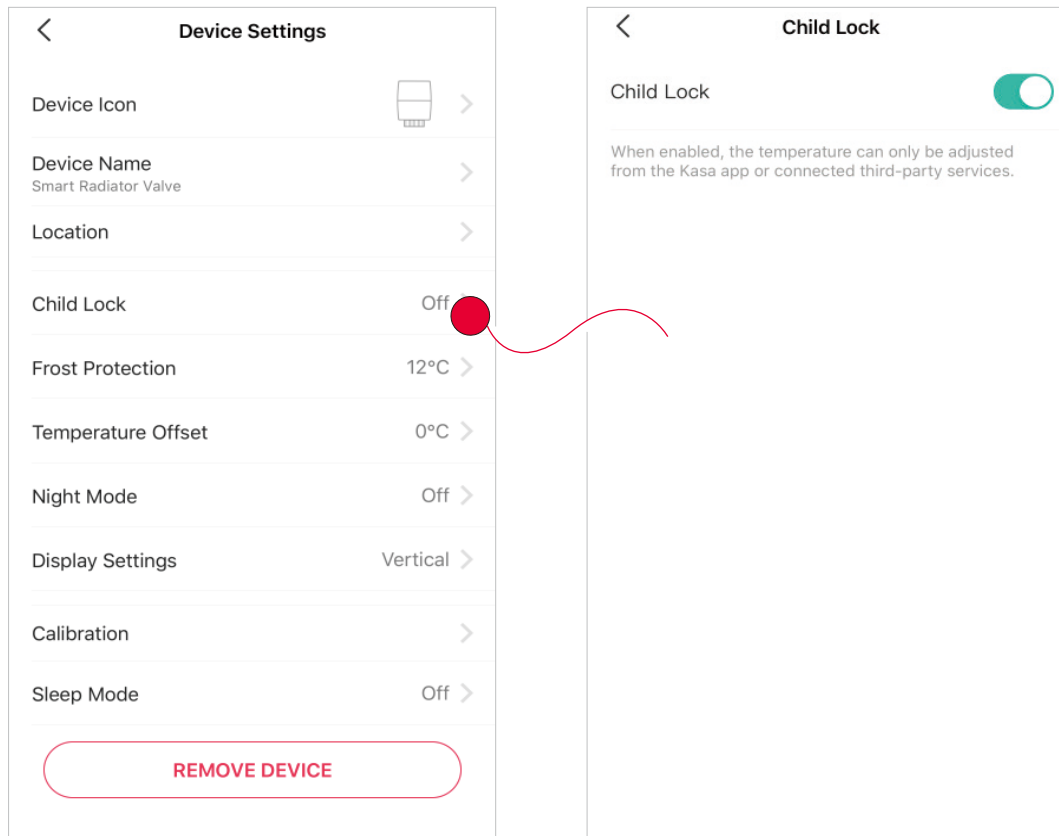 Device Settings
Device Icon
Device Name
Smart Radiator Valve
Location
Child Lock Off
Frost Protection 12°C
Temperature Offset 0°C
Night Mode Off
Display Settings Vertical
Calibration
Sleep Mode Off
REMOVE DEVICE
Child Lock
Child Lock
When enabled, the temperature can only be adjusted
from the Kasa app or connected third-party services.